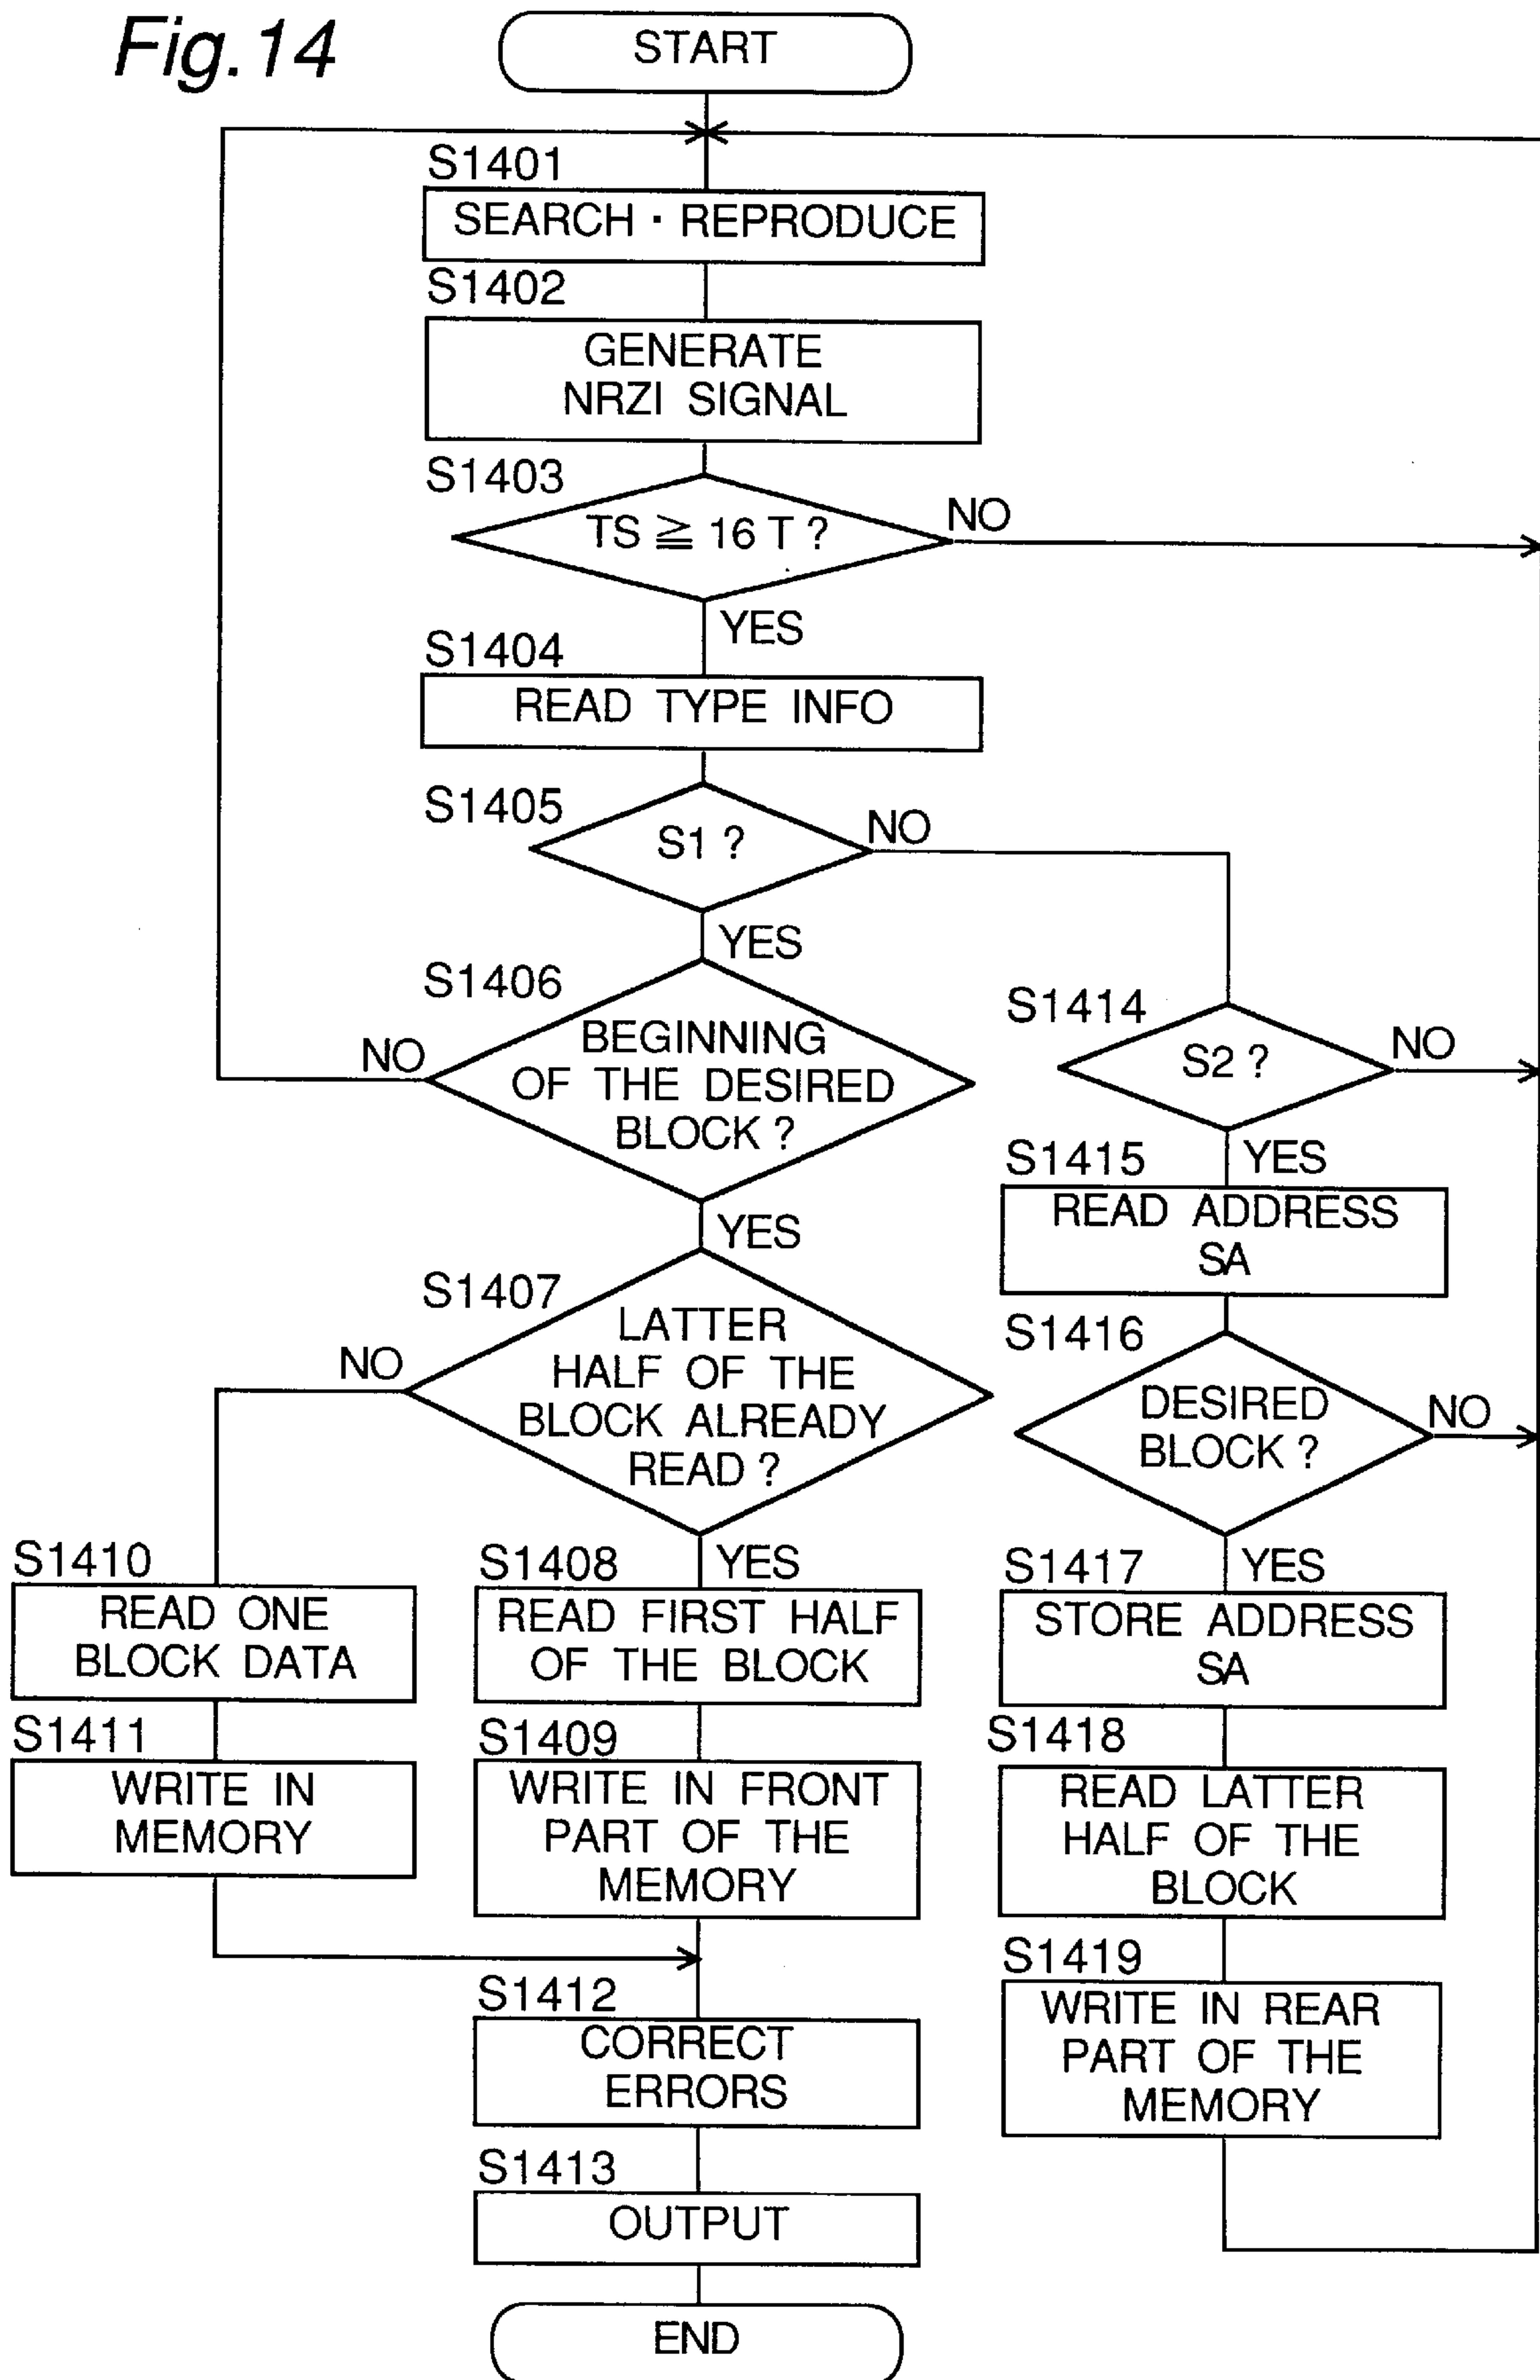 Fig.14
START
S1401
SEARCH · REPRODUCE
S1402
GENERATE
NRZI SIGNAL
S1403
TS ≧ 16 T ?
NO
YES
S1404
READ TYPE INFO
S1405
S1 ?
NO
YES
S1406
BEGINNING
OF THE DESIRED
BLOCK ?
NO
YES
S1407
LATTER
HALF OF THE
BLOCK ALREADY
READ ?
NO
YES
S1410
READ ONE
BLOCK DATA
S1411
WRITE IN
MEMORY
S1408
READ FIRST HALF
OF THE BLOCK
S1409
WRITE IN FRONT
PART OF THE
MEMORY
S1412
CORRECT
ERRORS
S1413
OUTPUT
END
S1414
S2 ?
NO
YES
S1415
READ ADDRESS
SA
S1416
DESIRED
BLOCK ?
NO
YES
S1417
STORE ADDRESS
SA
S1418
READ LATTER
HALF OF THE
BLOCK
S1419
WRITE IN REAR
PART OF THE
MEMORY